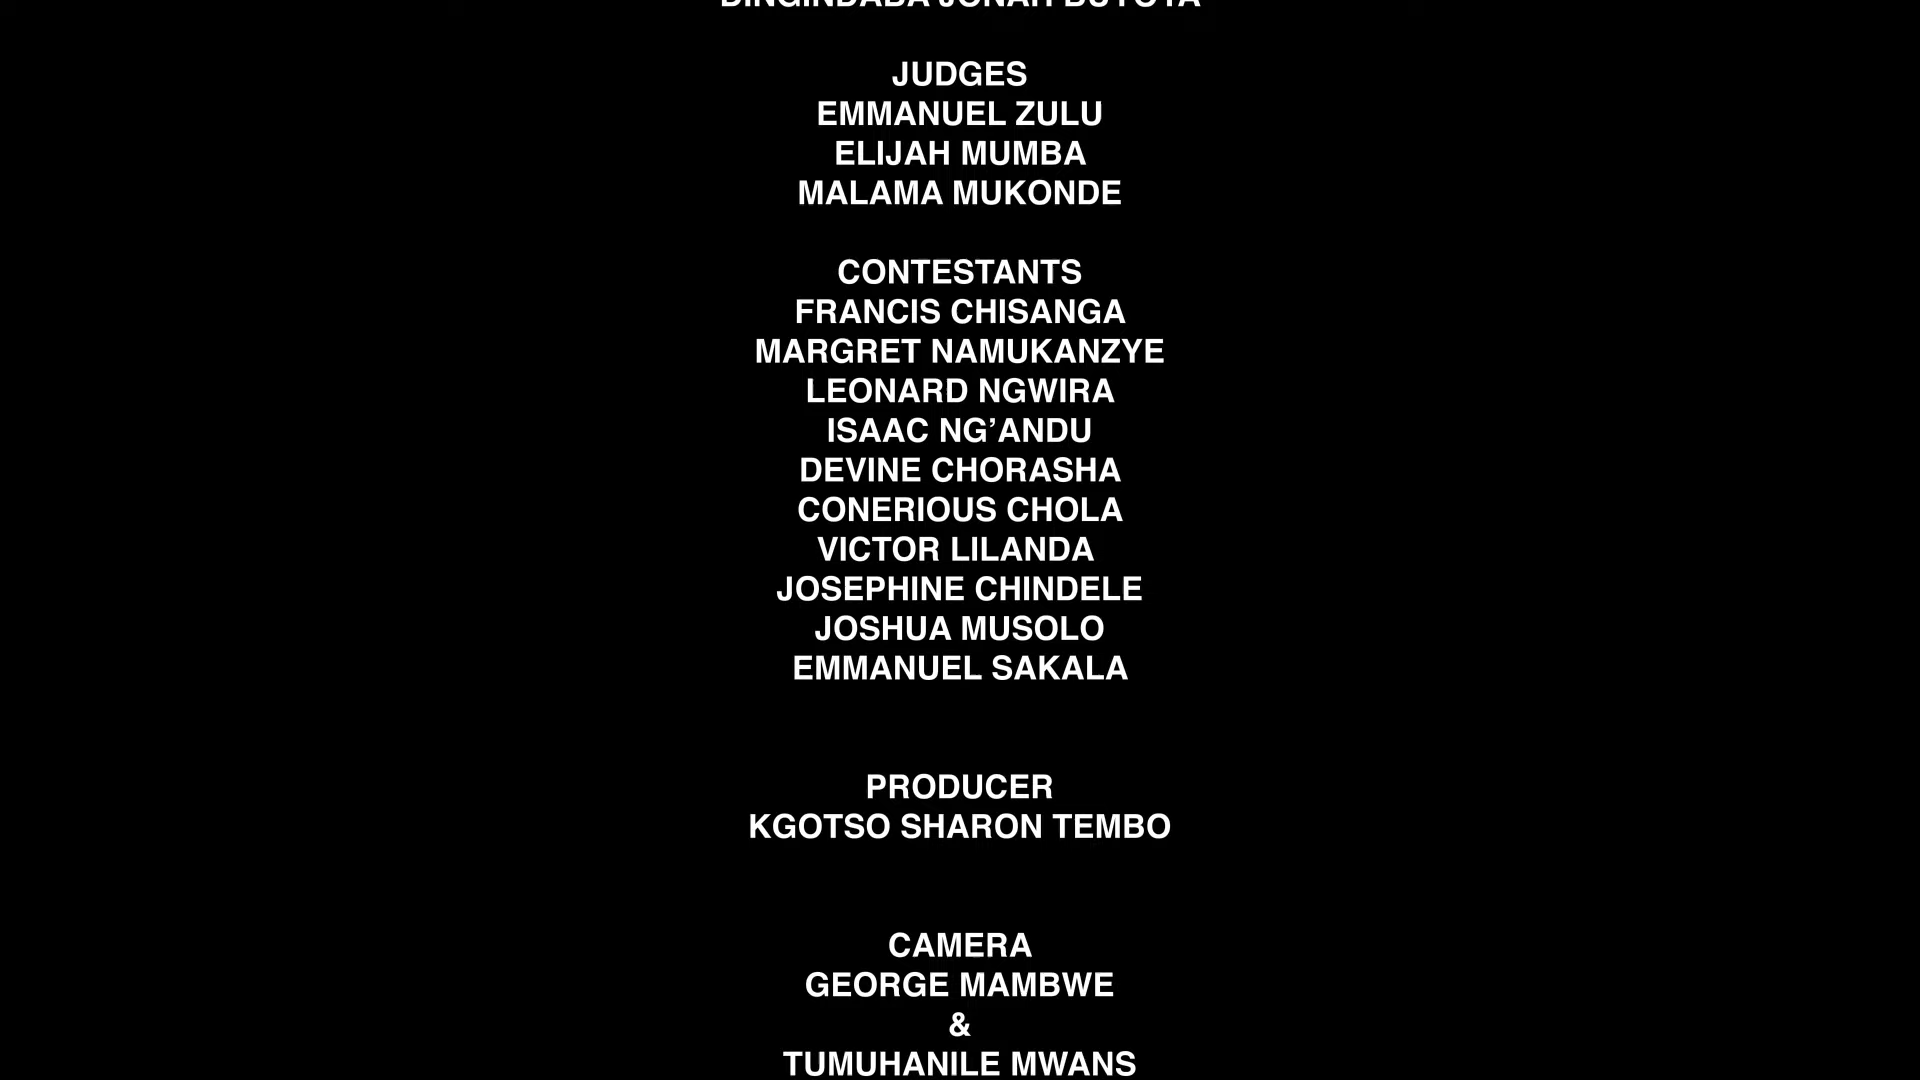 JUDGES
EMMANUEL ZULU
ELIJAH MUMBA
MALAMA MUKONDE
CONTESTANTS
FRANCIS CHISANGA
MARGRET NAMUKANZYE
LEONARD NGWIRA
ISAAC NG’ANDU
DEVINE CHORASHA
CONERIOUS CHOLA
VICTOR LILANDA
JOSEPHINE CHINDELE
JOSHUA MUSOLO
EMMANUEL SAKALA
PRODUCER
KGOTSO SHARON TEMBO
CAMERA
GEORGE MAMBWE
&
TUMUHANILE MWANS